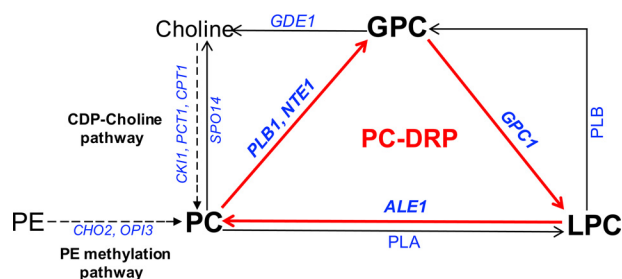 Choline
GDE1
GPC
CDP-Choline
pathway
CKI1, PCT1, CPT1
SPO14
PLB1, NTE1
PC-DRP
GPC1
PLB
PE
CHO2, OPI3
PE methylation
pathway
PC
ALE1
PLA
LPC